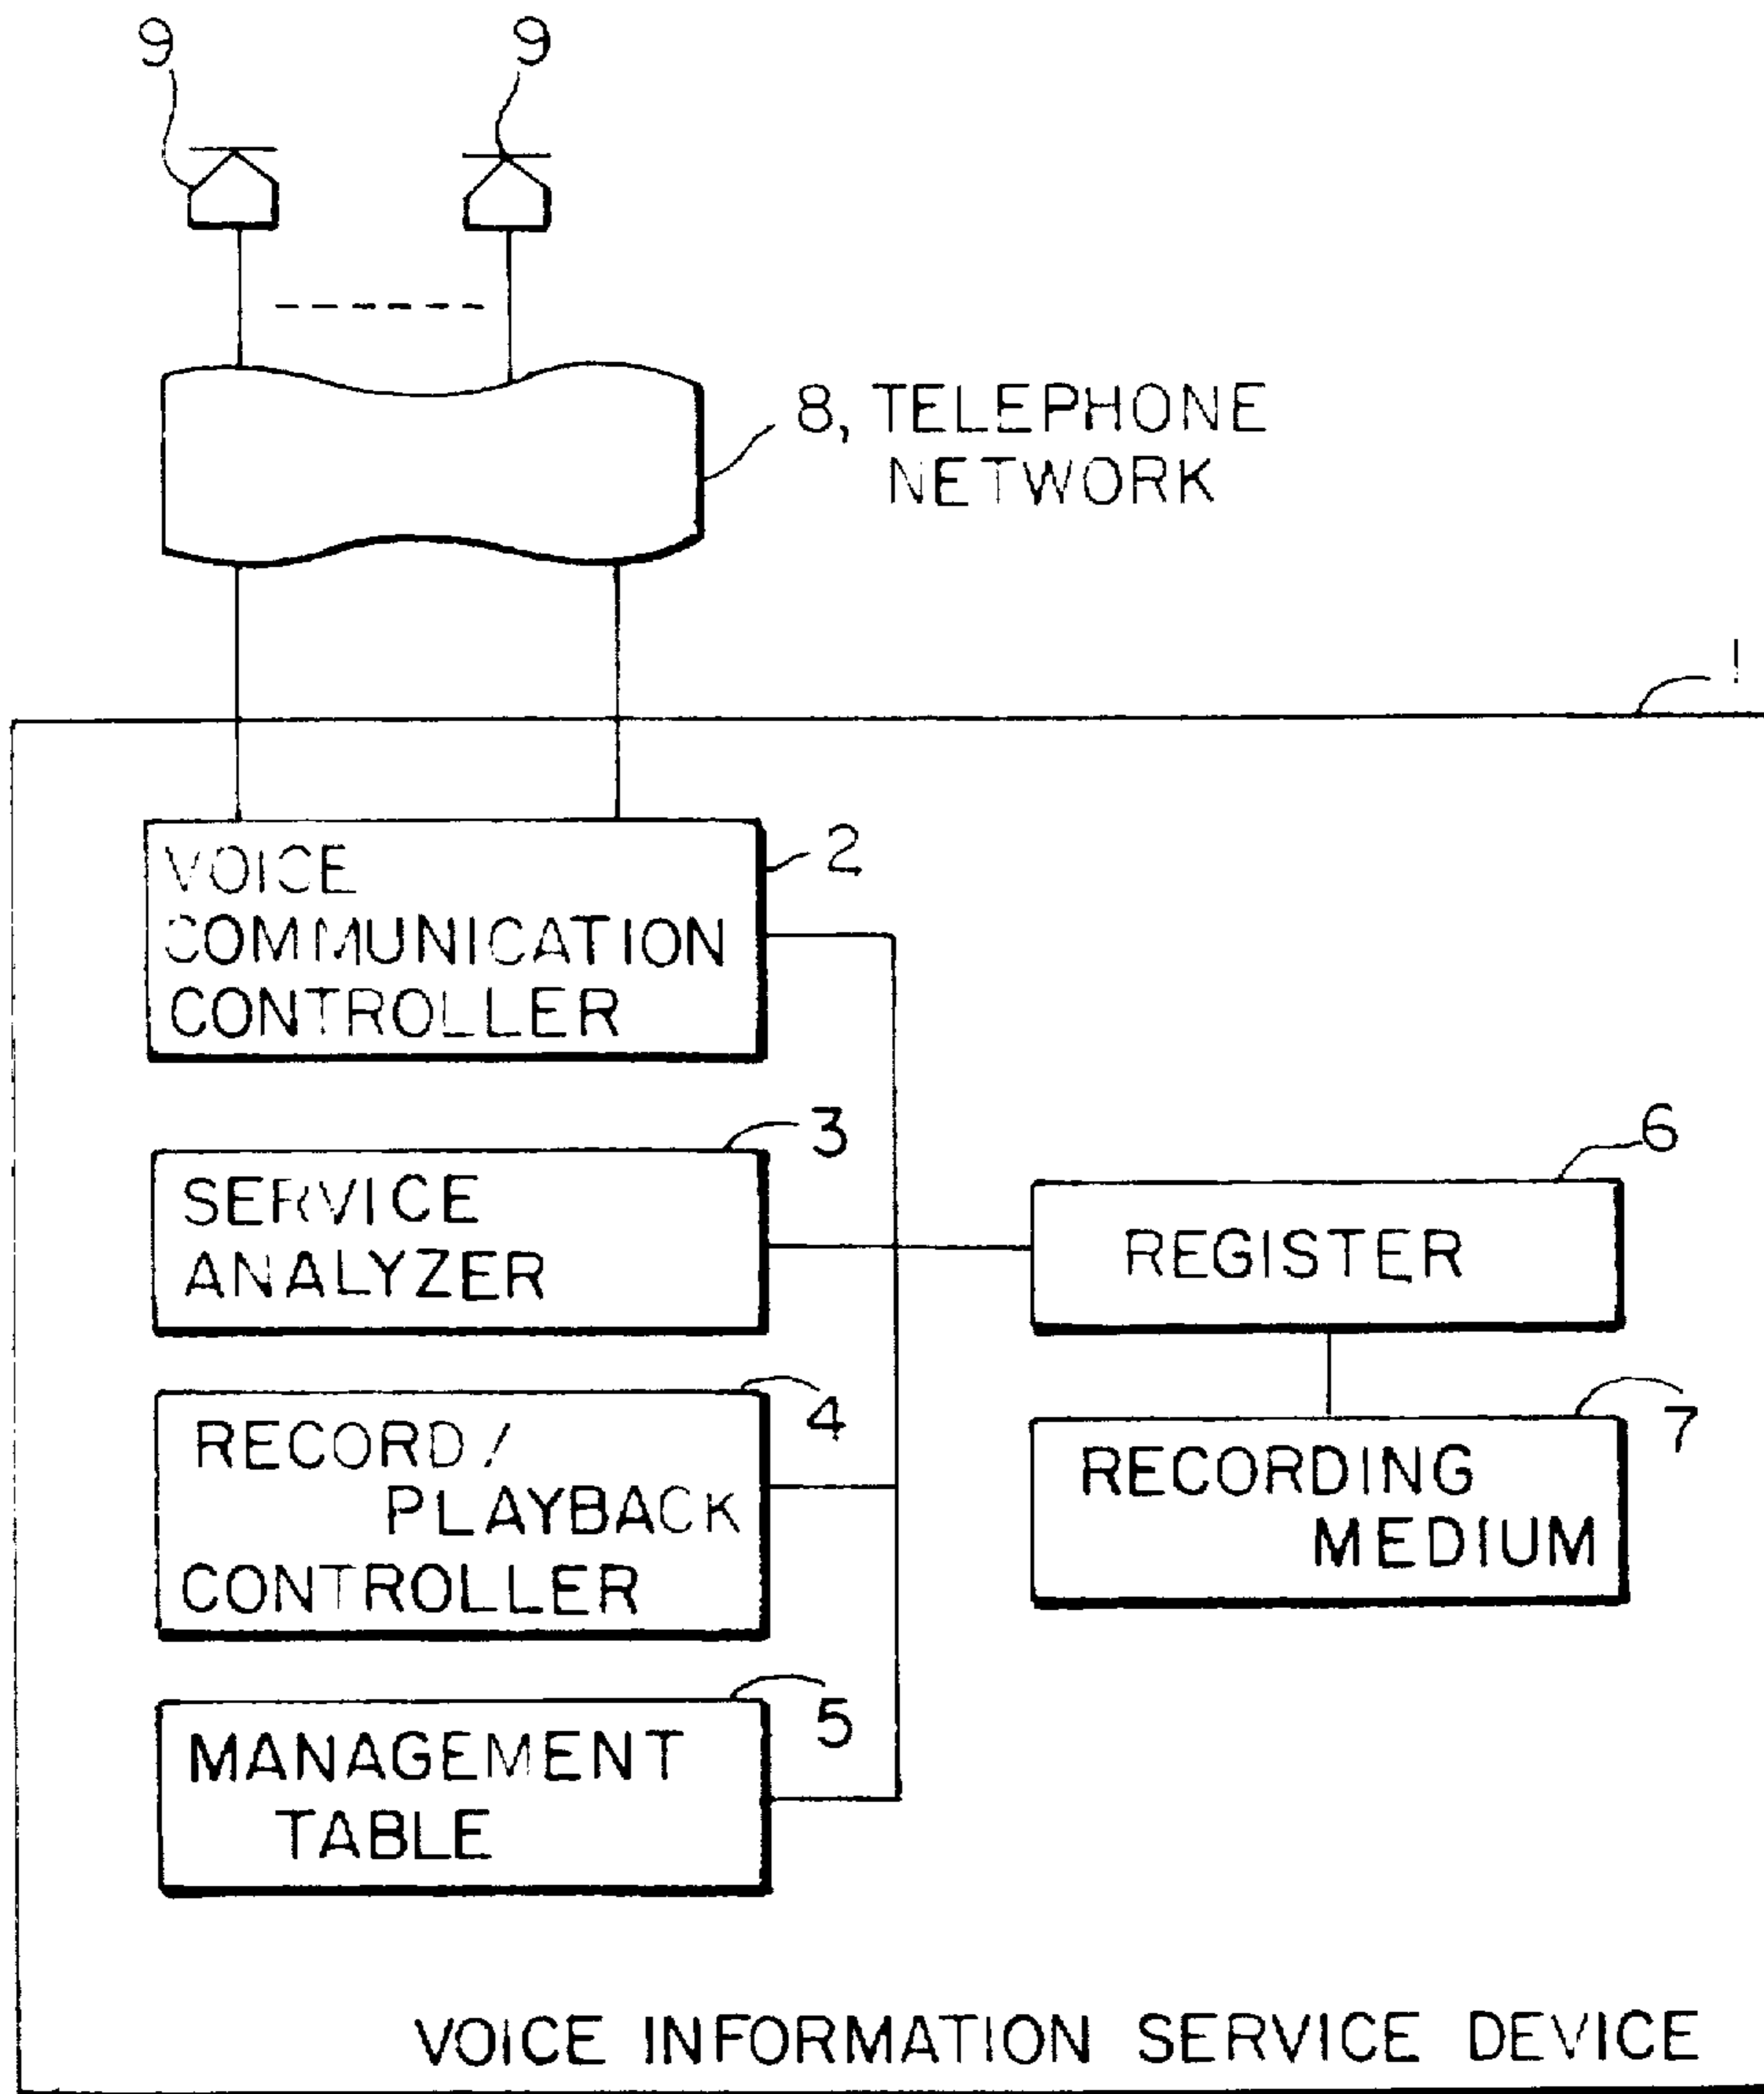 9
9
8, TELEPHONE
NETWORK
1
VOICE
COMMUNICATION
CONTROLLER
2
SERVICE
ANALYZER
3
RECORD/
PLAYBACK
CONTROLLER
4
MANAGEMENT
TABLE
5
REGISTER
6
RECORDING
MEDIUM
7
VOICE INFORMATION SERVICE DEVICE